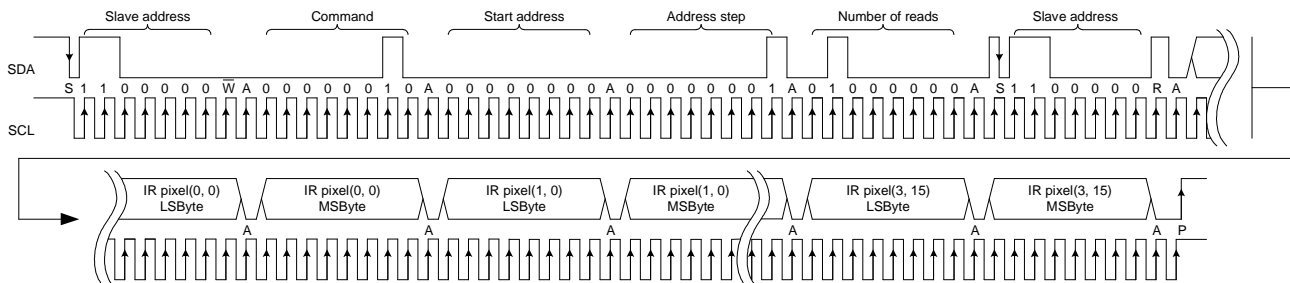 Slave address Command Start address Address step Number of reads Slave address
SDA
S 1 1 0 0 0 0 0 W A 0 0 0 0 0 0 1 0 A 0 0 0 0 0 0 0 0 A 0 0 0 0 0 0 0 1 A 0 1 0 0 0 0 0 0 A S 1 1 0 0 0 0 0 R A
SCL
IR pixel(0, 0) IR pixel(0, 0) IR pixel(1, 0) IR pixel(1, 0) IR pixel(3, 15) IR pixel(3, 15)
LSByte MSByte LSByte MSByte LSByte MSByte
A A A A A A P